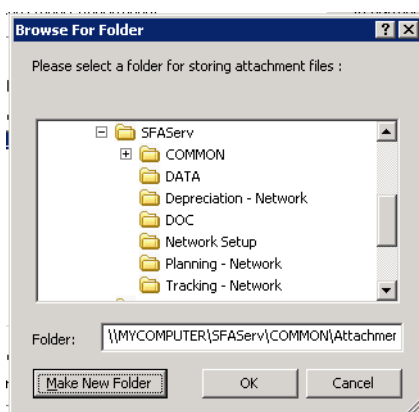 Browse For Folder
Please select a folder for storing attachment files :
SFAServ
COMMON
DATA
Depreciation - Network
DOC
Network Setup
Planning - Network
Tracking - Network
Folder: \\MYCOMPUTER\SFAServ\COMMON\Attachmer
Make New Folder OK Cancel